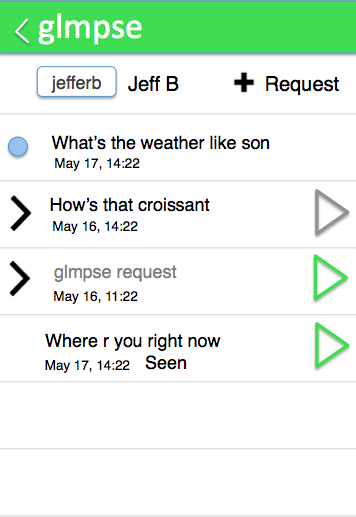 glmpse
jefferb Jeff B + Request
What's the weather like son
May 17, 14:22
How's that croissant
May 16, 14:22
glmpse request
May 16, 11:22
Where r you right now
May 17, 14:22 Seen